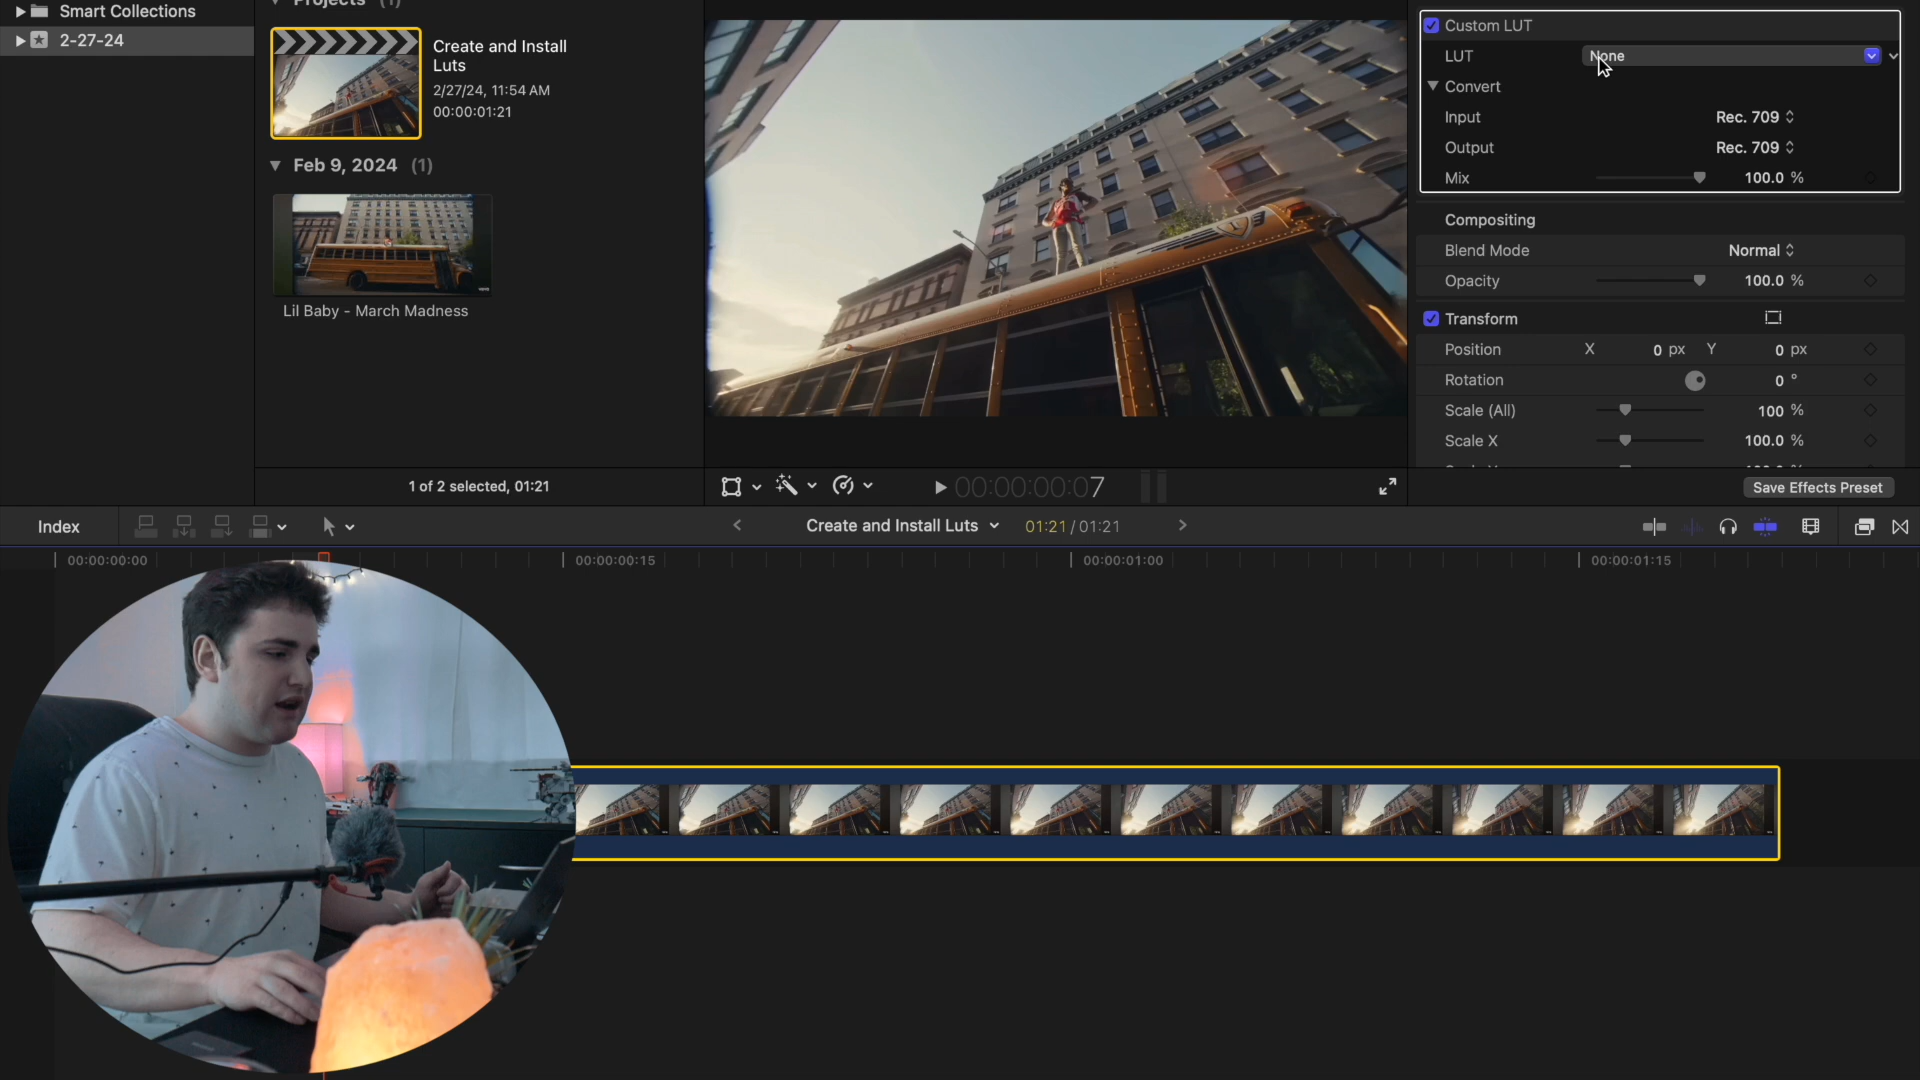 Smart Collections
2-27-24
Projects (1)
Create and Install
Luts
2/27/24, 11:54 AM
00:00:01:21
Feb 9, 2024 (1)
Lil Baby - March Madness
1 of 2 selected, 01:21
00:00:00:07
Custom LUT
LUT None
Convert
Input Rec. 709
Output Rec. 709
Mix 100.0 %
Compositing
Blend Mode Normal
Opacity 100.0 %
Transform
Position X 0 px Y 0 px
Rotation 0 °
Scale (All) 100 %
Scale X 100.0 %
Save Effects Preset
Index
Create and Install Luts
01:21 / 01:21
00:00:00:00
00:00:00:15
00:00:01:00
00:00:01:15